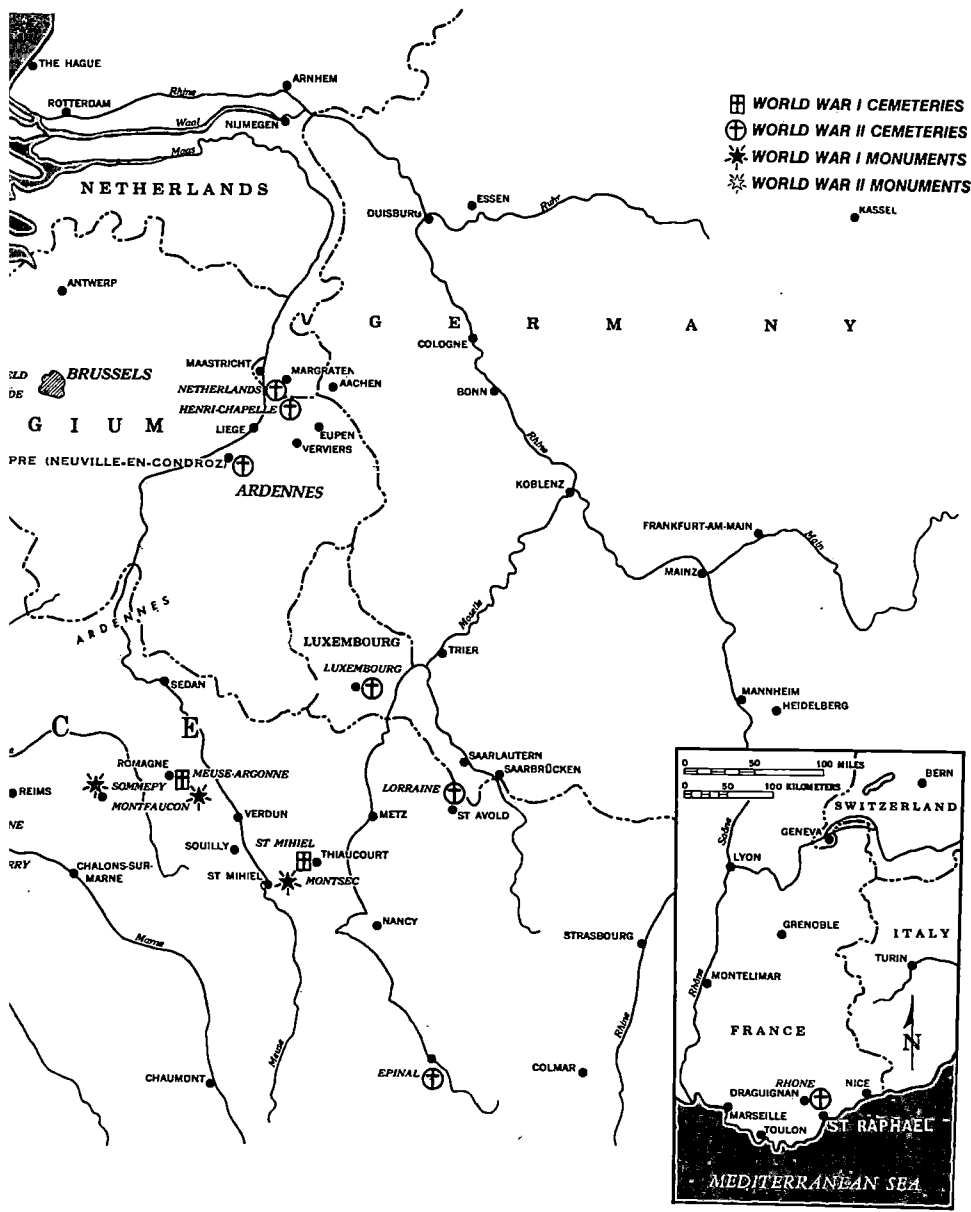 THE HAGUE
ARNHEM
Rhine
ROTTERDAM
Waal
NIJMEGEN
Maas
NETHERLANDS
WORLD WAR I CEMETERIES
WORLD WAR II CEMETERIES
WORLD WAR I MONUMENTS
WORLD WAR II MONUMENTS
ESSEN
Ruhr
KASSEL
DUISBURG
ANTWERP
GERMANY
COLOGNE
MAASTRICHT
MARGRATEN
ELD
BRUSSELS
NETHERLANDS
AACHEN
DE
BONN
HENRI-CHAPELLE
GIUM
LIEGE
EUPEN
VERVIERS
Rhine
PRE (NEUVILLE-EN-CONDROZ)
ARDENNES
KOBLENZ
FRANKFURT-AM-MAIN
Main
MAINZ
ARDENNES
Moselle
LUXEMBOURG
TRIER
LUXEMBOURG
SEDAN
MANNHEIM
HEIDELBERG
C E
ROMAGNE
MEUSE-ARGONNE
SAARLAUTERN
SAARBRÜCKEN
REIMS
SOMMEPY
MONTFAUCON
LORRAINE
VERDUN
METZ
ST AVOLD
NE
SOUILLY
ST MIHIEL
THIAUCOURT
RRY
CHALONS-SUR-
MARNE
ST MIHIEL
MONTSEC
NANCY
STRASBOURG
Marne
Rhine
Meuse
CHAUMONT
EPINAL
COLMAR
0 50 100 MILES
0 50 100 KILOMETERS
BERN
SWITZERLAND
GENEVA
Saône
LYON
GRENOBLE
ITALY
TURIN
MONTELIMAR
Rhône
FRANCE
N
RHONE
NICE
DRAGUIGNAN
MARSEILLE
ST RAPHAEL
TOULON
MEDITERRANEAN SEA